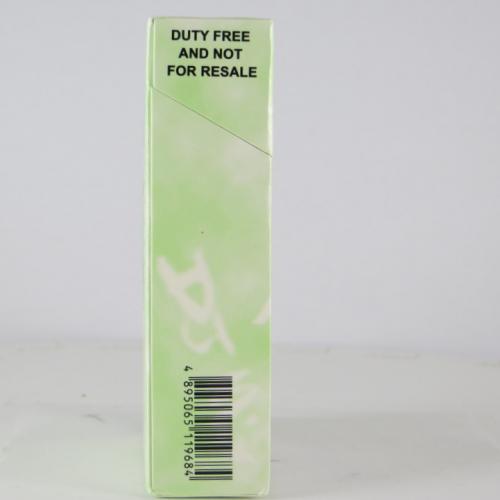 DUTY FREE
AND NOT
FOR RESALE
4 895065 119684